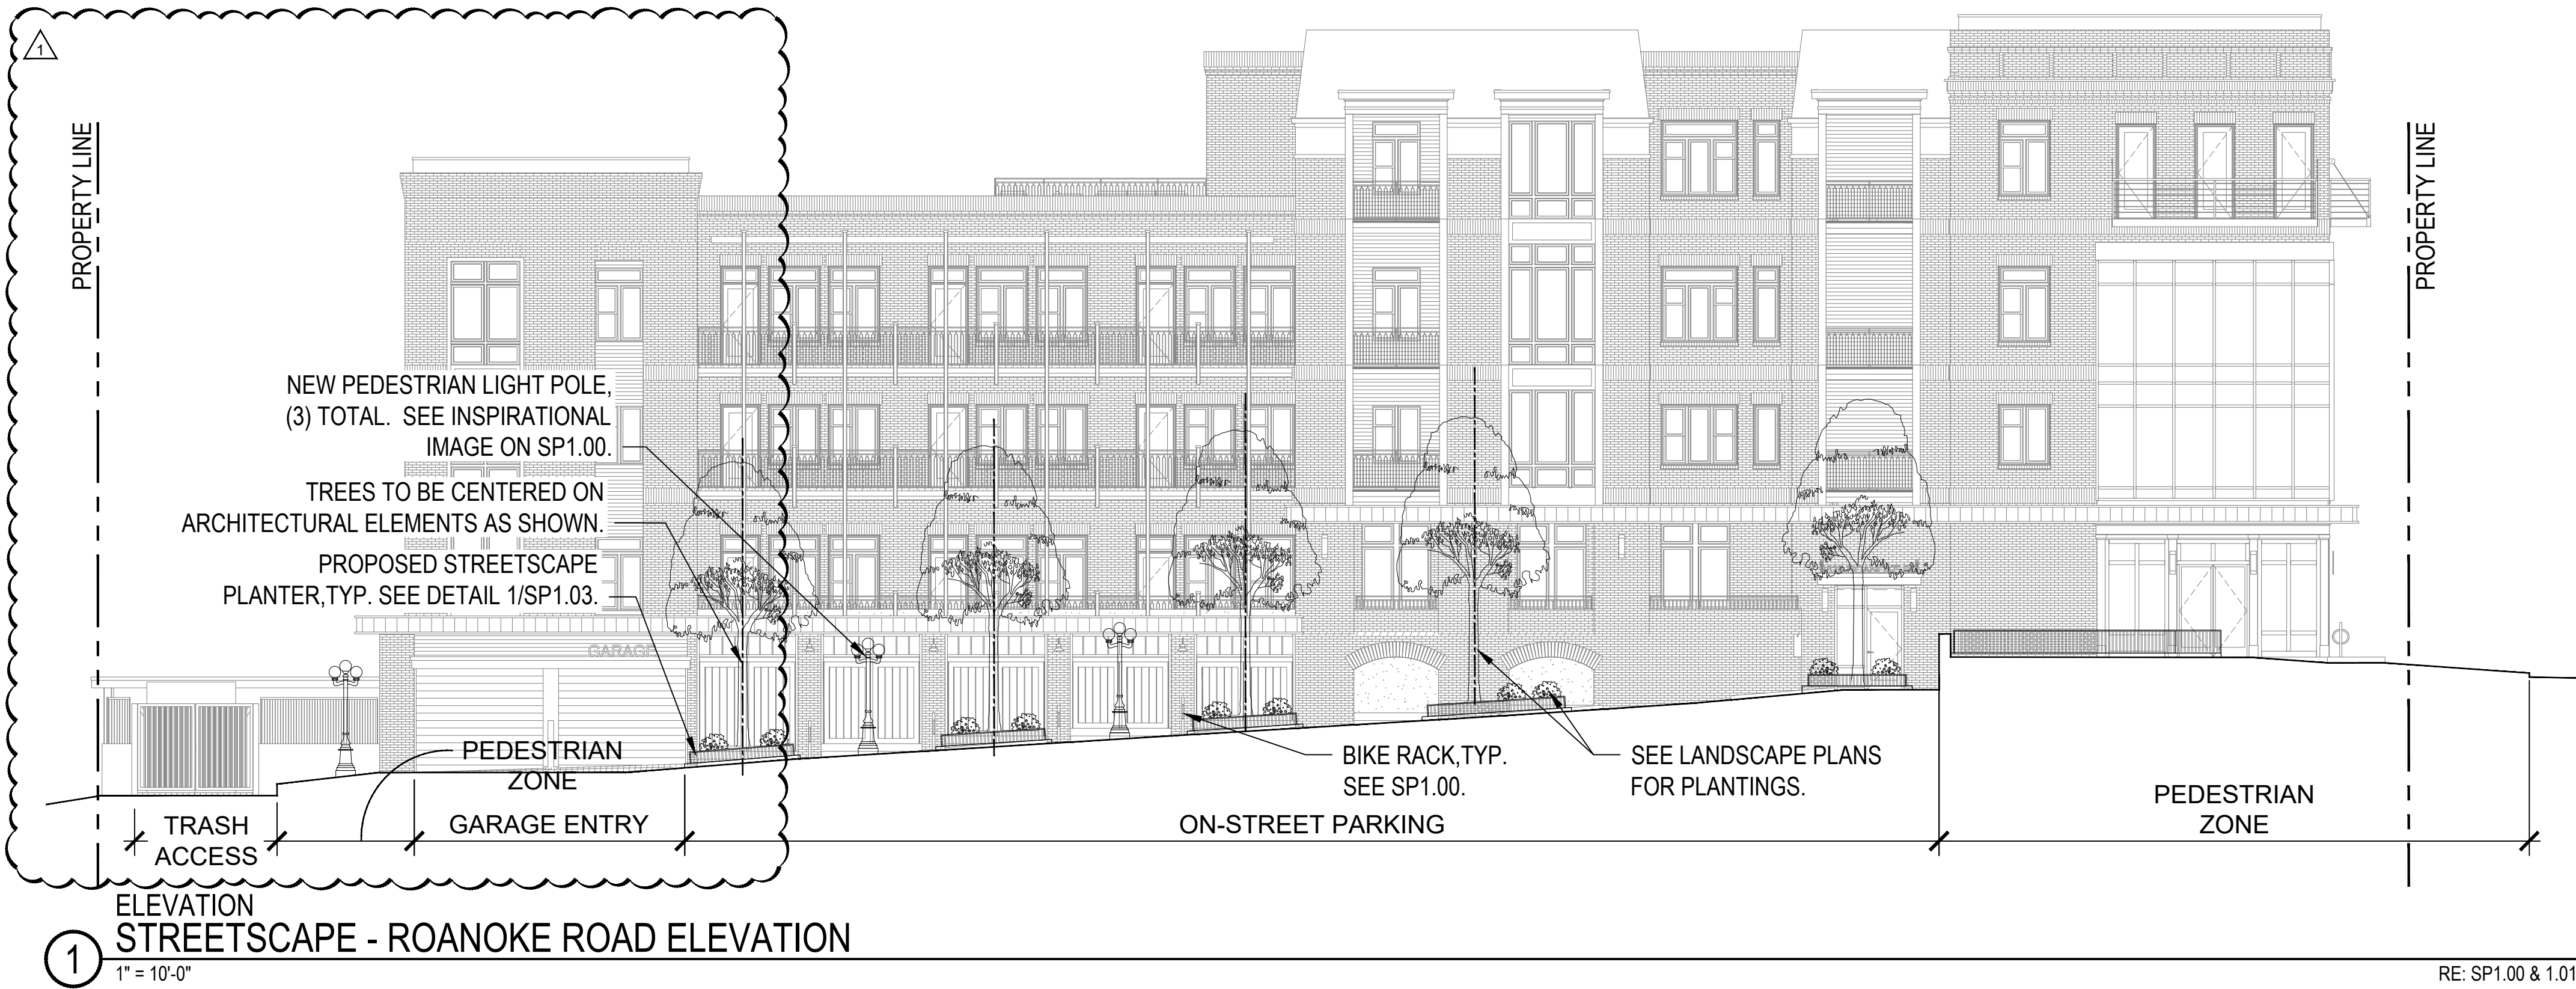 1
PROPERTY LINE
PROPERTY LINE
NEW PEDESTRIAN LIGHT POLE,
(3) TOTAL. SEE INSPIRATIONAL
IMAGE ON SP1.00.
TREES TO BE CENTERED ON
ARCHITECTURAL ELEMENTS AS SHOWN.
PROPOSED STREETSCAPE
PLANTER,TYP. SEE DETAIL 1/SP1.03.
GARAGE
PEDESTRIAN
ZONE
BIKE RACK,TYP.
SEE SP1.00.
SEE LANDSCAPE PLANS
FOR PLANTINGS.
TRASH
ACCESS
GARAGE ENTRY
ON-STREET PARKING
PEDESTRIAN
ZONE
ELEVATION
1 STREETSCAPE - ROANOKE ROAD ELEVATION
1" = 10'-0"
RE: SP1.00 & 1.01